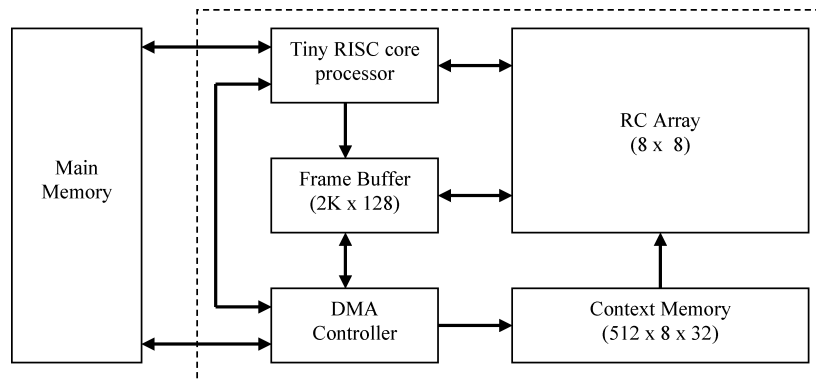 Main
Memory
Tiny RISC core
processor
RC Array
(8 x 8)
Frame Buffer
(2K x 128)
DMA
Controller
Context Memory
(512 x 8 x 32)